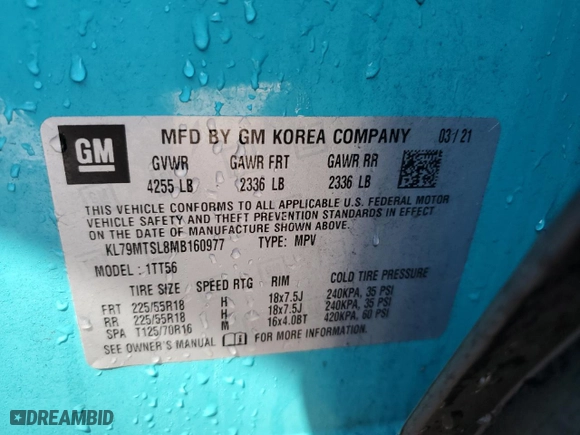 GM
MFD BY GM KOREA COMPANY 03/21
GVWR GAWR FRT GAWR RR
4255 LB 2336 LB 2336 LB
THIS VEHICLE CONFORMS TO ALL APPLICABLE U.S. FEDERAL MOTOR
VEHICLE SAFETY AND THEFT PREVENTION STANDARDS IN EFFECT
ON THE DATE OF MANUFACTURE SHOWN ABOVE.
KL79MTSL8MB160977 TYPE: MPV
MODEL: 1TT56
TIRE SIZE SPEED RTG RIM COLD TIRE PRESSURE
FRT 225/55R18 H 18x7.5J 240KPA, 35 PSI
RR 225/55R18 H 18x7.5J 240KPA, 35 PSI
SPA T125/70R16 M 16x4.0BT 420KPA, 60 PSI
SEE OWNER'S MANUAL FOR MORE INFORMATION.
DREAMBID